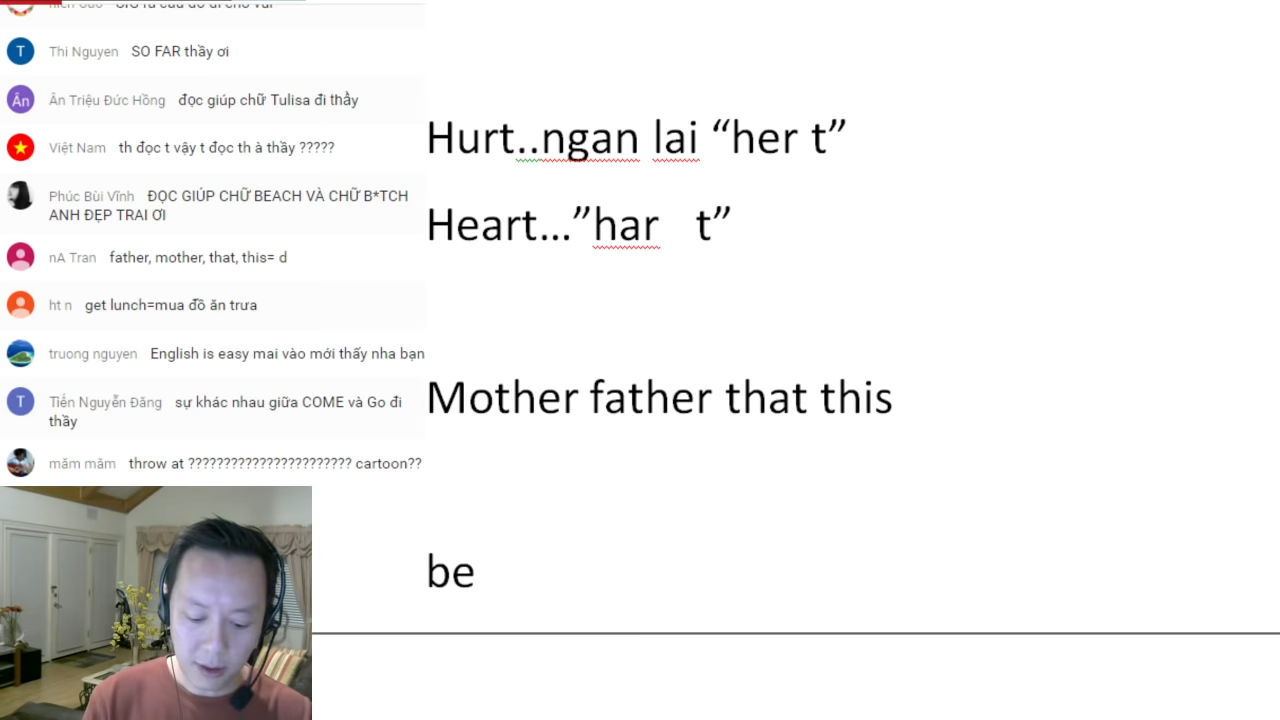 T Thi Nguyen SO FAR thầy ơi
Ân Ân Triệu Đức Hồng đọc giúp chữ Tulisa đi thầy
Việt Nam th đọc t vậy t đọc th à thầy ?????
Phúc Bùi Vĩnh ĐỌC GIÚP CHỮ BEACH VÀ CHỮ B*TCH
ANH ĐẸP TRAI ƠI
nA Tran father, mother, that, this= d
ht n get lunch=mua đồ ăn trưa
truong nguyen English is easy mai vào mới thấy nha bạn
T Tiến Nguyễn Đăng sự khác nhau giữa COME và Go đi
thầy
măm măm throw at ??????????????????????? cartoon??
Hurt..ngan lai “her t”
Heart...”har t”
Mother father that this
be